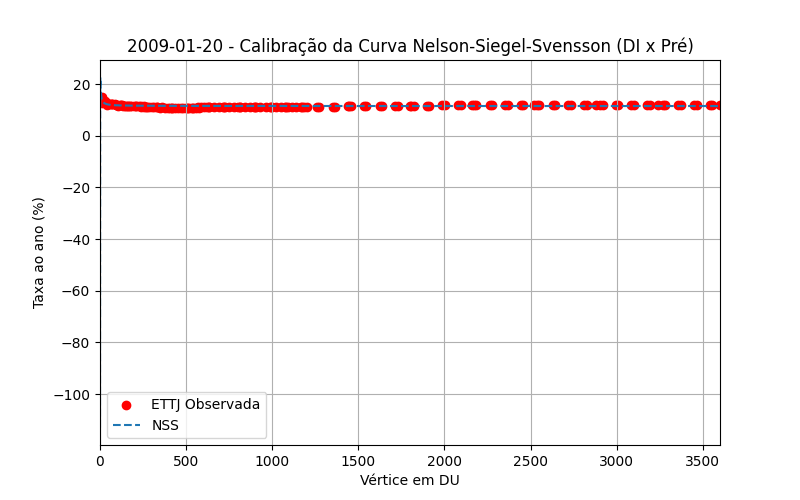 2009-01-20 - Calibração da Curva Nelson-Siegel-Svensson (DI x Pré)
20
0
−20
−40
−60
−80
−100
Taxa ao ano (%)
ETTJ Observada
NSS
0 500 1000 1500 2000 2500 3000 3500
Vértice em DU